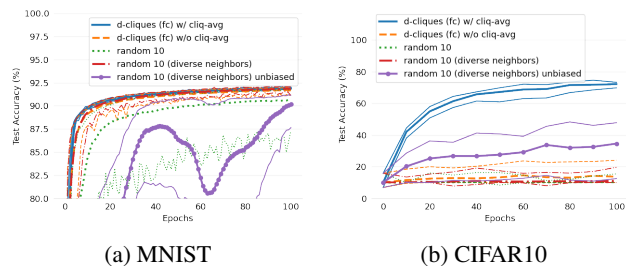 100.0
97.5
95.0
92.5
90.0
87.5
85.0
82.5
80.0
Test Accuracy (%)
d-cliques (fc) w/ cliq-avg
d-cliques (fc) w/o cliq-avg
random 10
random 10 (diverse neighbors)
random 10 (diverse neighbors) unbiased
0 20 40 60 80 100
Epochs
(a) MNIST
100
80
60
40
20
0
Test Accuracy (%)
d-cliques (fc) w/ cliq-avg
d-cliques (fc) w/o cliq-avg
random 10
random 10 (diverse neighbors)
random 10 (diverse neighbors) unbiased
0 20 40 60 80 100
Epochs
(b) CIFAR10